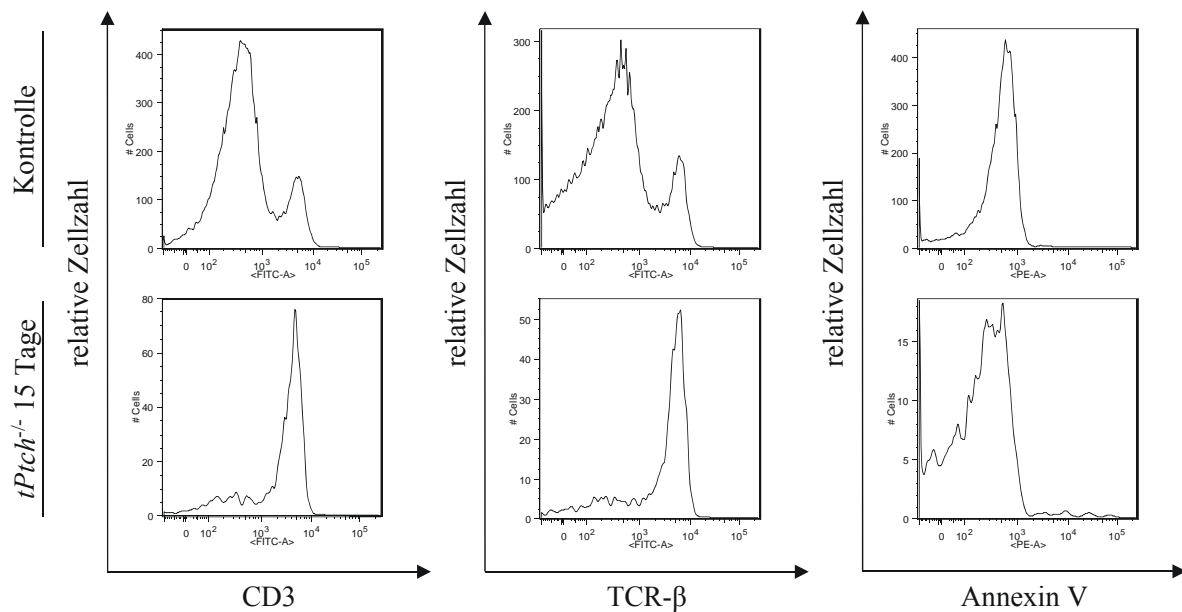 Kontrolle
relative Zellzahl
# Cells
400
300
200
100
0
0 10² 10³ 10⁴ 10⁵
<FITC-A>
relative Zellzahl
# Cells
300
200
100
0
0 10² 10³ 10⁴ 10⁵
<FITC-A>
relative Zellzahl
# Cells
400
300
200
100
0
0 10² 10³ 10⁴ 10⁵
<PE-A>
tPtch⁻/⁻ 15 Tage
# Cells
80
60
40
20
0
0 10² 10³ 10⁴ 10⁵
<FITC-A>
# Cells
50
40
30
20
10
0
0 10² 10³ 10⁴ 10⁵
<FITC-A>
# Cells
15
10
5
0
0 10² 10³ 10⁴ 10⁵
<PE-A>
CD3
TCR-β
Annexin V